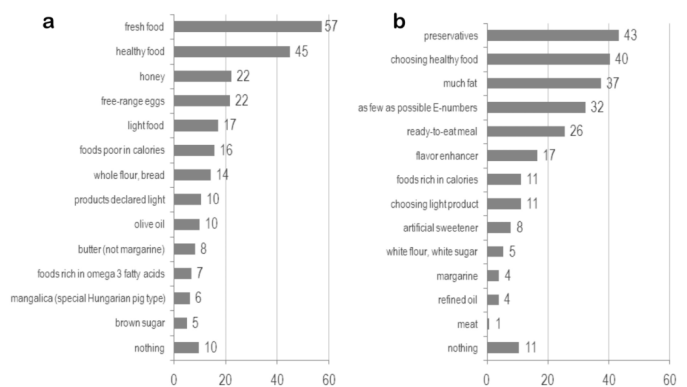 a
fresh food 57
healthy food 45
honey 22
free-range eggs 22
light food 17
foods poor in calories 16
whole flour, bread 14
products declared light 10
olive oil 10
butter (not margarine) 8
foods rich in omega 3 fatty acids 7
mangalica (special Hungarian pig type) 6
brown sugar 5
nothing 10
0 20 40 60
b
preservatives 43
choosing healthy food 40
much fat 37
as few as possible E-numbers 32
ready-to-eat meal 26
flavor enhancer 17
foods rich in calories 11
choosing light product 11
artificial sweetener 8
white flour, white sugar 5
margarine 4
refined oil 4
meat 1
nothing 11
0 20 40 60